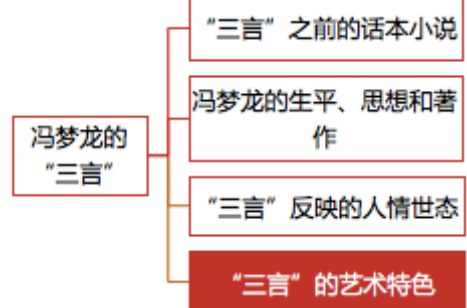 冯梦龙的
“三言”
“三言”之前的话本小说
冯梦龙的生平、思想和著
作
“三言”反映的人情世态
“三言”的艺术特色